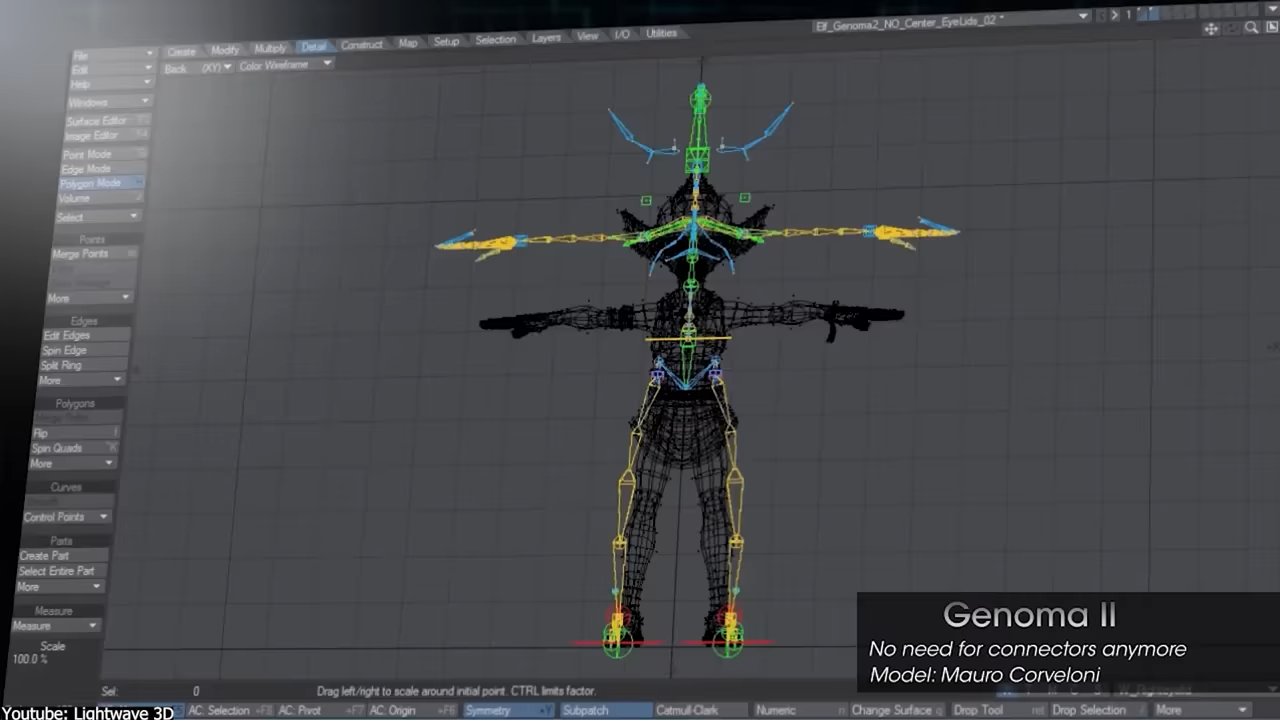 File
Edit
Help
Windows
Surface Editor
Image Editor
Point Mode
Edge Mode
Polygon Mode
Volume
Select
Points
Merge Points
More
Edges
Edit Edges
Spin Edge
Split Ring
More
Polygons
Flip
Spin Quads
More
Curves
Control Points
Parts
Create Part
Select Entire Part
More
Measure
Measure
Scale
100.0 %
Create Modify Multiply Detail Construct Map Setup Selection Layers View I/O Utilities
Back (XY) Color Wireframe
Elf_Genoma2_NO_Center_EyeLids_02 * 1
Genoma II
No need for connectors anymore
Model: Mauro Corveloni
Sel: 0 Drag left/right to scale around initial point. CTRL limits factor.
AC: Selection +F8 AC: Pivot +F7 AC: Origin +F6 Symmetry +Y Subpatch Catmull-Clark Numeric n Change Surface q Drop Tool ret Drop Selection / More
Youtube: Lightwave 3D